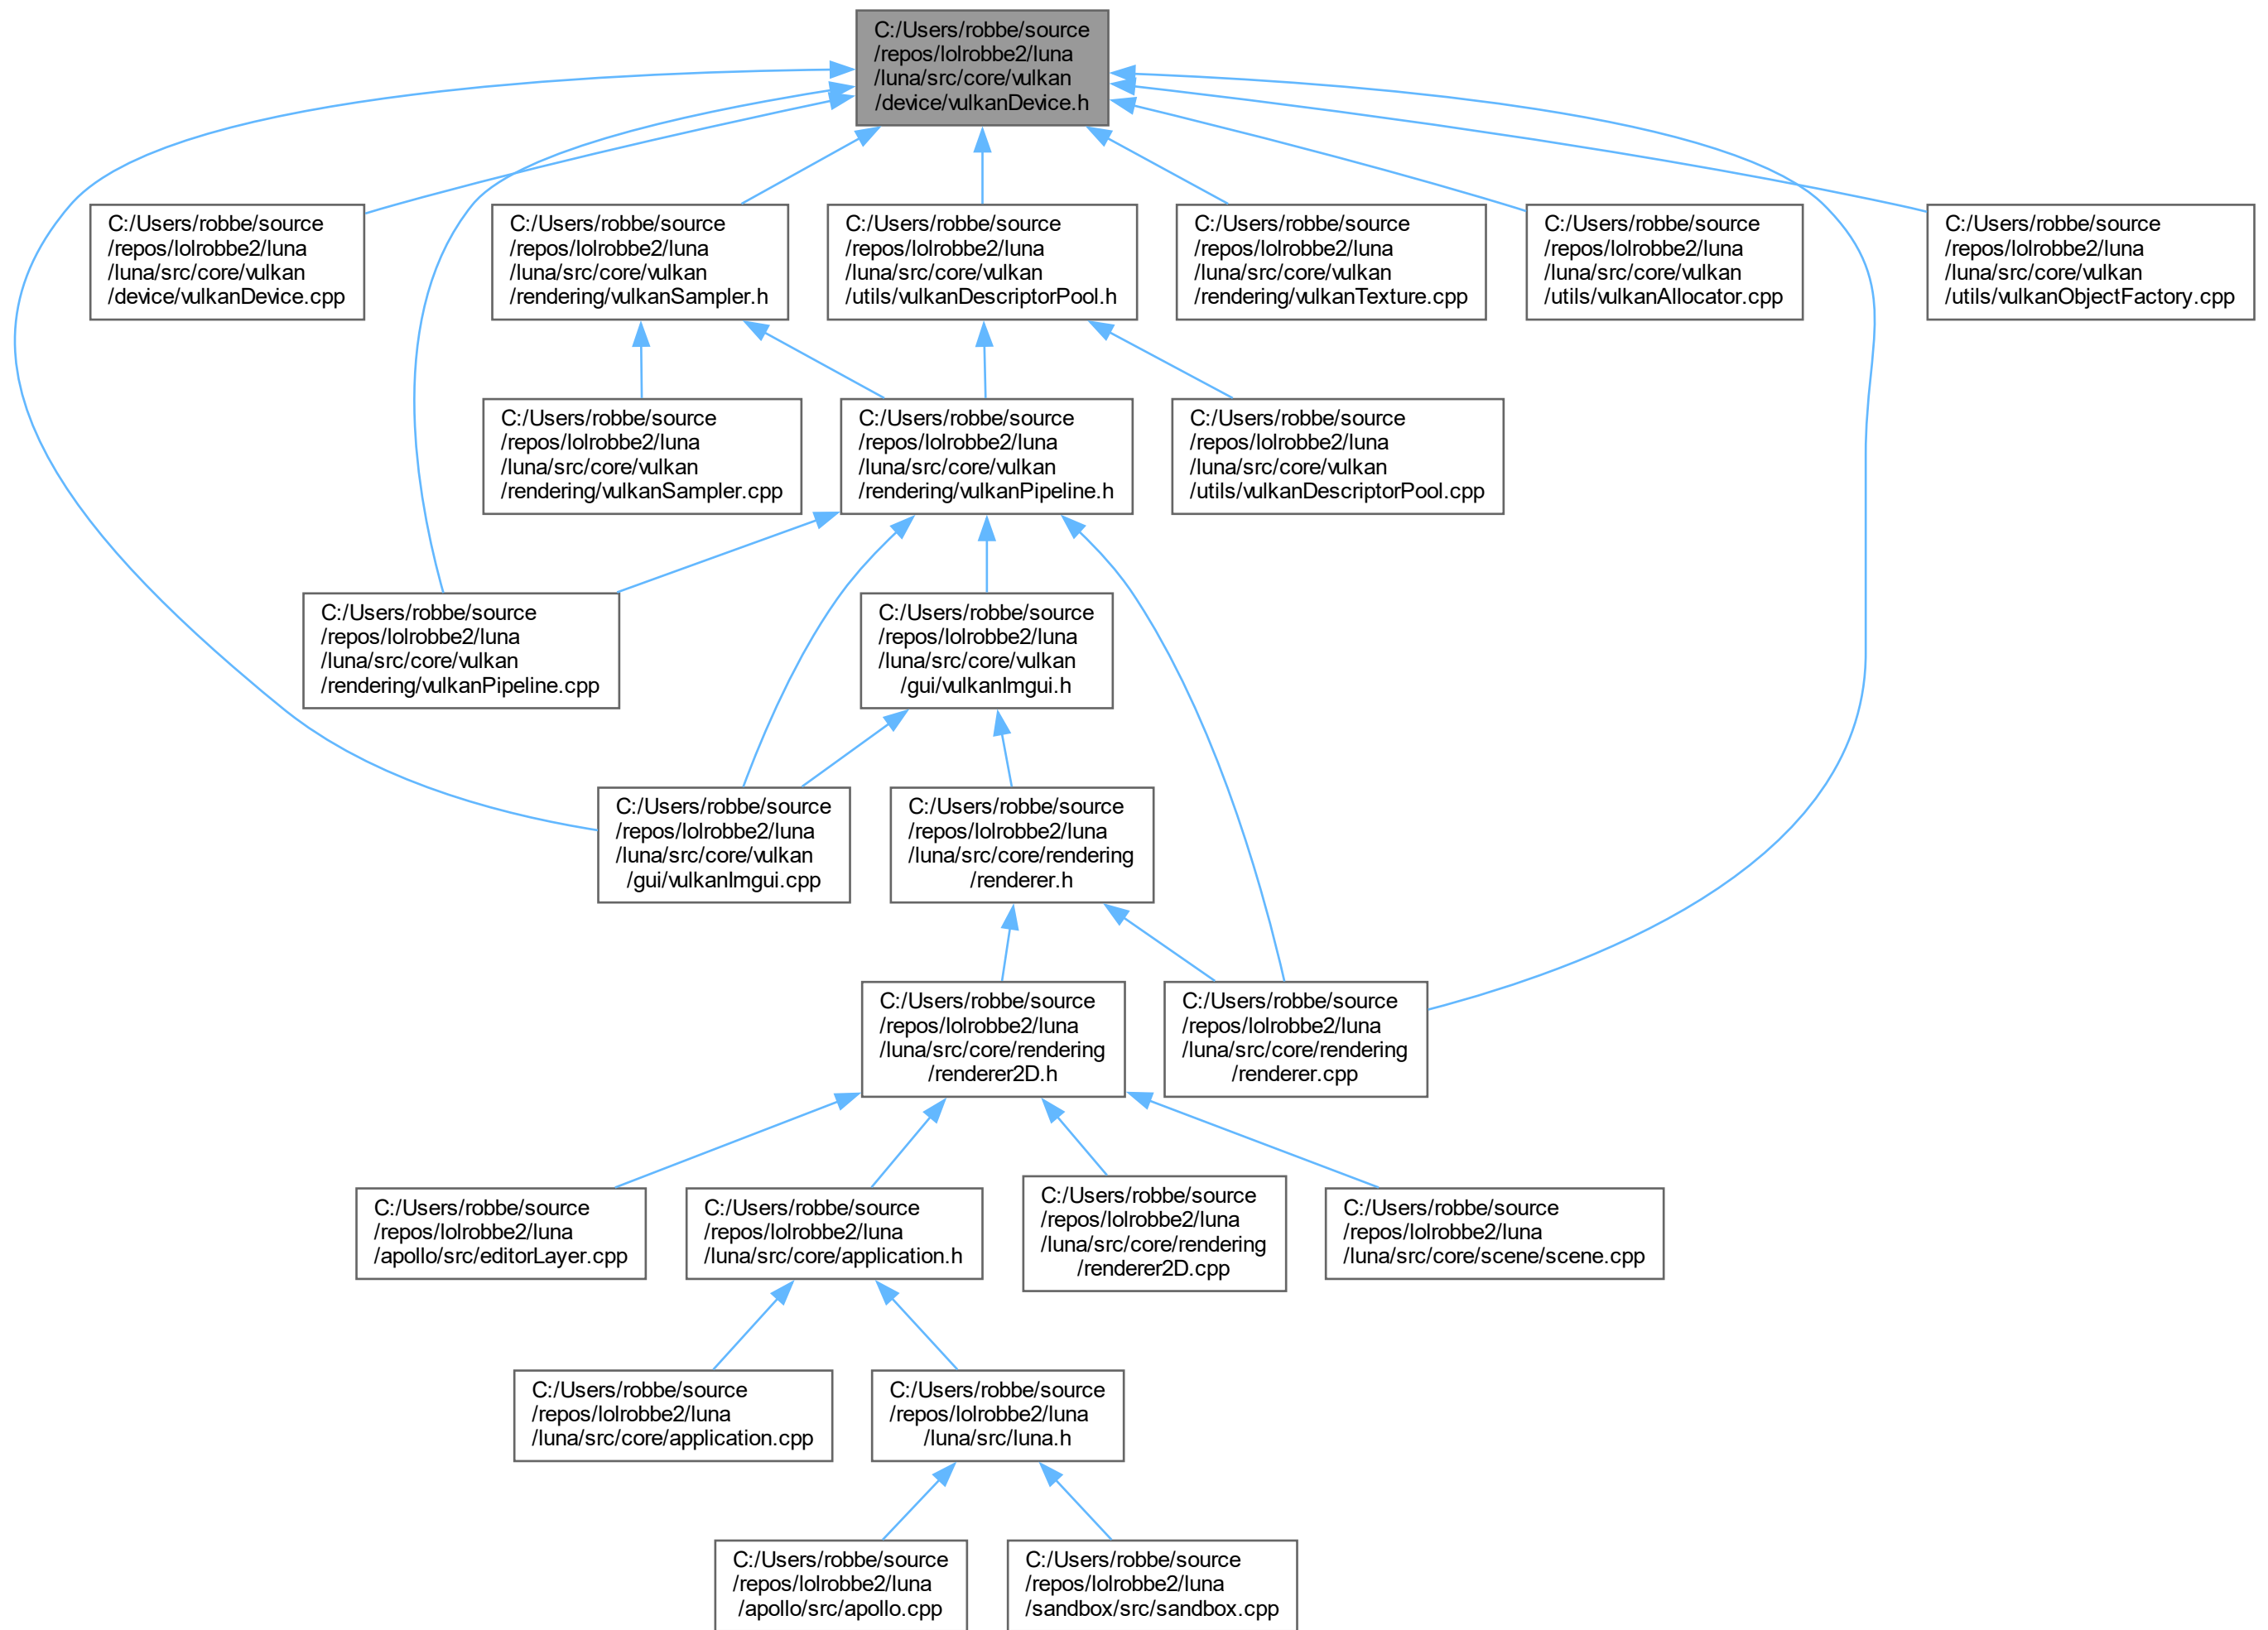 C:/Users/robbe/source
/repos/lolrobbe2/luna
/luna/src/core/vulkan
/device/vulkanDevice.h
C:/Users/robbe/source
/repos/lolrobbe2/luna
/luna/src/core/vulkan
/device/vulkanDevice.cpp
C:/Users/robbe/source
/repos/lolrobbe2/luna
/luna/src/core/vulkan
/rendering/vulkanSampler.h
C:/Users/robbe/source
/repos/lolrobbe2/luna
/luna/src/core/vulkan
/utils/vulkanDescriptorPool.h
C:/Users/robbe/source
/repos/lolrobbe2/luna
/luna/src/core/vulkan
/rendering/vulkanTexture.cpp
C:/Users/robbe/source
/repos/lolrobbe2/luna
/luna/src/core/vulkan
/utils/vulkanAllocator.cpp
C:/Users/robbe/source
/repos/lolrobbe2/luna
/luna/src/core/vulkan
/utils/vulkanObjectFactory.cpp
C:/Users/robbe/source
/repos/lolrobbe2/luna
/luna/src/core/vulkan
/rendering/vulkanSampler.cpp
C:/Users/robbe/source
/repos/lolrobbe2/luna
/luna/src/core/vulkan
/rendering/vulkanPipeline.h
C:/Users/robbe/source
/repos/lolrobbe2/luna
/luna/src/core/vulkan
/utils/vulkanDescriptorPool.cpp
C:/Users/robbe/source
/repos/lolrobbe2/luna
/luna/src/core/vulkan
/rendering/vulkanPipeline.cpp
C:/Users/robbe/source
/repos/lolrobbe2/luna
/luna/src/core/vulkan
/gui/vulkanImgui.h
C:/Users/robbe/source
/repos/lolrobbe2/luna
/luna/src/core/vulkan
/gui/vulkanImgui.cpp
C:/Users/robbe/source
/repos/lolrobbe2/luna
/luna/src/core/rendering
/renderer.h
C:/Users/robbe/source
/repos/lolrobbe2/luna
/luna/src/core/rendering
/renderer2D.h
C:/Users/robbe/source
/repos/lolrobbe2/luna
/luna/src/core/rendering
/renderer.cpp
C:/Users/robbe/source
/repos/lolrobbe2/luna
/apollo/src/editorLayer.cpp
C:/Users/robbe/source
/repos/lolrobbe2/luna
/luna/src/core/application.h
C:/Users/robbe/source
/repos/lolrobbe2/luna
/luna/src/core/rendering
/renderer2D.cpp
C:/Users/robbe/source
/repos/lolrobbe2/luna
/luna/src/core/scene/scene.cpp
C:/Users/robbe/source
/repos/lolrobbe2/luna
/luna/src/core/application.cpp
C:/Users/robbe/source
/repos/lolrobbe2/luna
/luna/src/luna.h
C:/Users/robbe/source
/repos/lolrobbe2/luna
/apollo/src/apollo.cpp
C:/Users/robbe/source
/repos/lolrobbe2/luna
/sandbox/src/sandbox.cpp